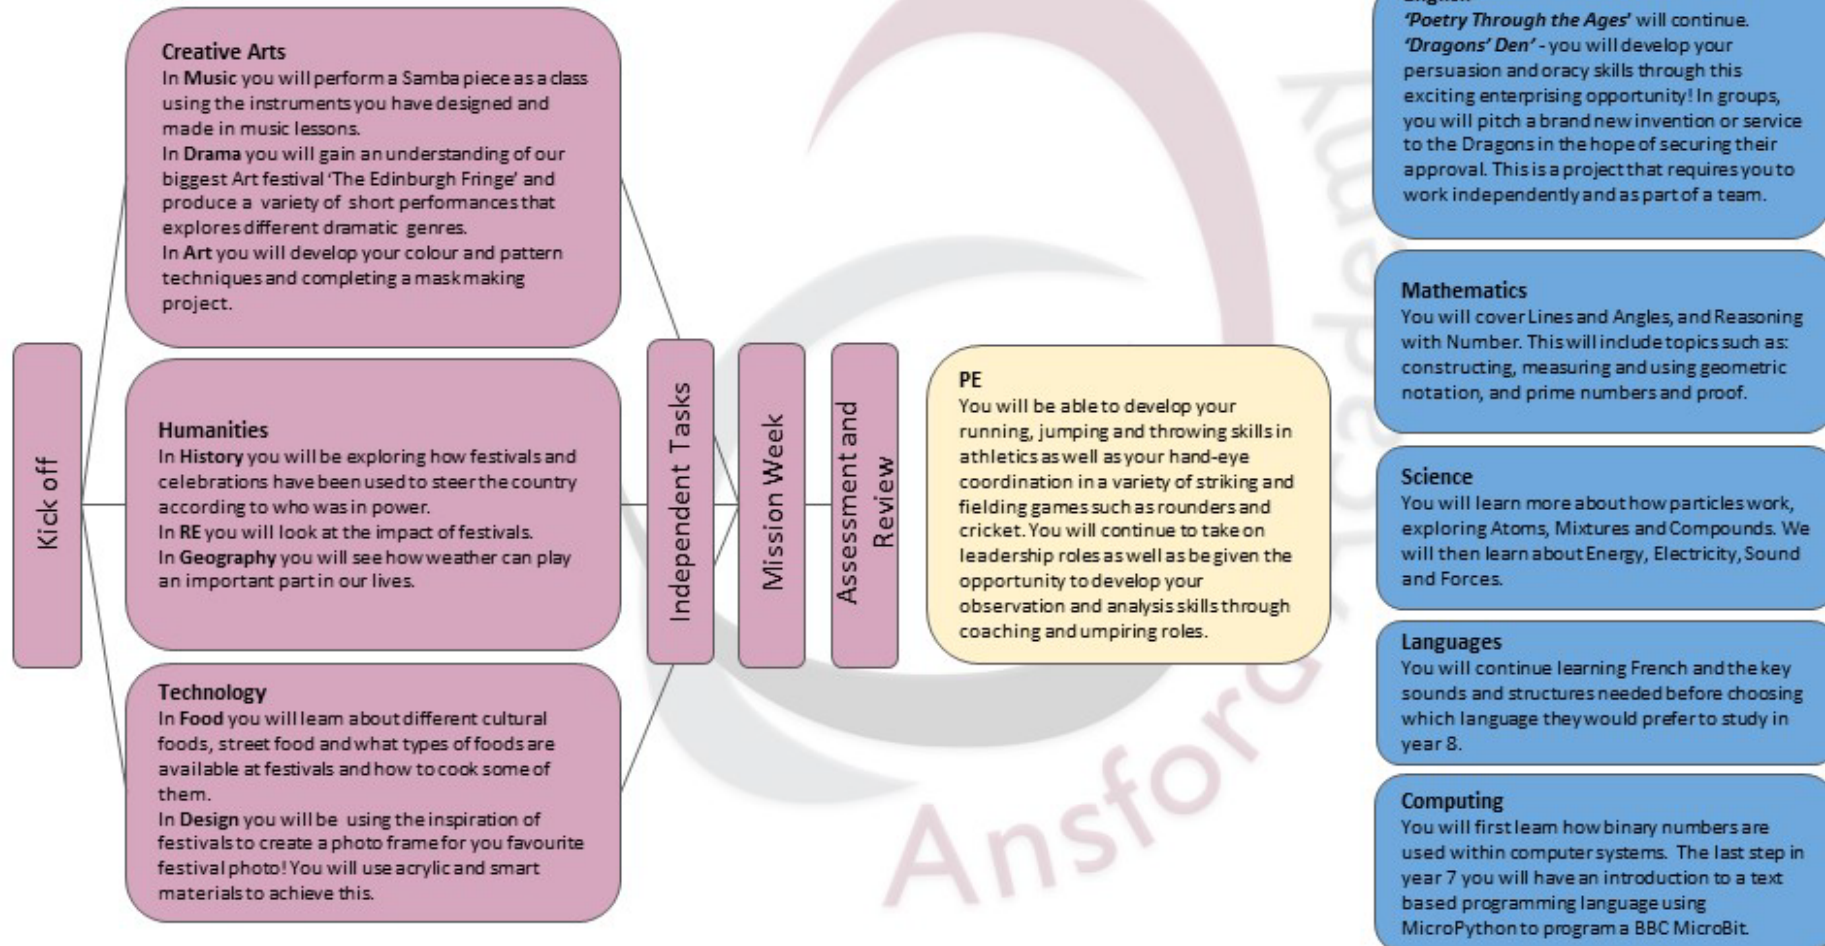 Kick off
Creative Arts
In Music you will perform a Samba piece as a class
using the instruments you have designed and
made in music lessons.
In Drama you will gain an understanding of our
biggest Art festival ‘The Edinburgh Fringe’ and
produce a variety of short performances that
explores different dramatic genres.
In Art you will develop your colour and pattern
techniques and completing a mask making
project.
Humanities
In History you will be exploring how festivals and
celebrations have been used to steer the country
according to who was in power.
In RE you will look at the impact of festivals.
In Geography you will see how weather can play
an important part in our lives.
Technology
In Food you will learn about different cultural
foods, street food and what types of foods are
available at festivals and how to cook some of
them.
In Design you will be using the inspiration of
festivals to create a photo frame for you favourite
festival photo! You will use acrylic and smart
materials to achieve this.
Independent Tasks
Mission Week
Assessment and
Review
PE
You will be able to develop your
running, jumping and throwing skills in
athletics as well as your hand-eye
coordination in a variety of striking and
fielding games such as rounders and
cricket. You will continue to take on
leadership roles as well as be given the
opportunity to develop your
observation and analysis skills through
coaching and umpiring roles.
English
‘Poetry Through the Ages’ will continue.
‘Dragons’ Den’ - you will develop your
persuasion and oracy skills through this
exciting enterprising opportunity! In groups,
you will pitch a brand new invention or service
to the Dragons in the hope of securing their
approval. This is a project that requires you to
work independently and as part of a team.
Mathematics
You will cover Lines and Angles, and Reasoning
with Number. This will include topics such as:
constructing, measuring and using geometric
notation, and prime numbers and proof.
Science
You will learn more about how particles work,
exploring Atoms, Mixtures and Compounds. We
will then learn about Energy, Electricity, Sound
and Forces.
Languages
You will continue learning French and the key
sounds and structures needed before choosing
which language they would prefer to study in
year 8.
Computing
You will first learn how binary numbers are
used within computer systems. The last step in
year 7 you will have an introduction to a text
based programming language using
MicroPython to program a BBC MicroBit.